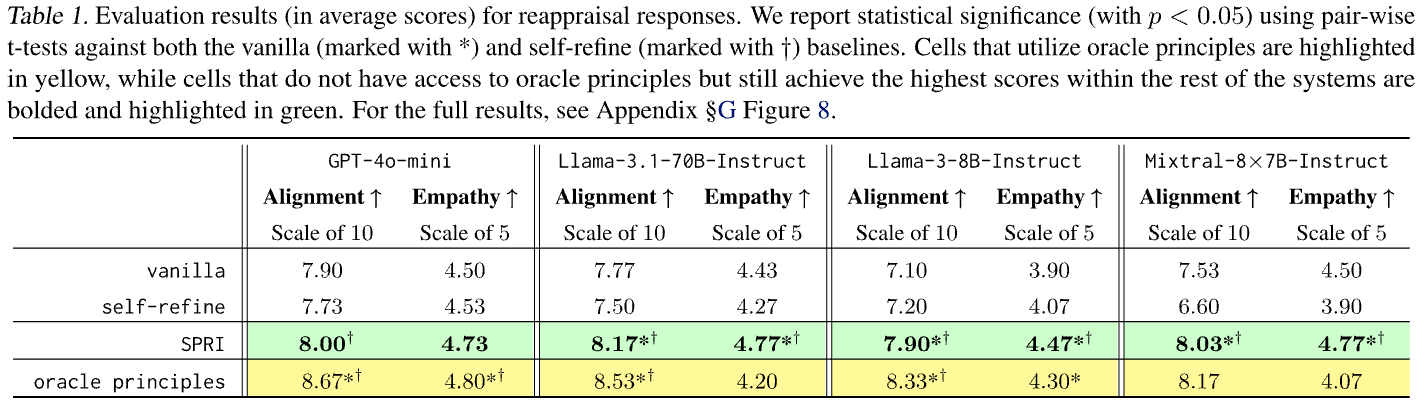 Table 1. Evaluation results (in average scores) for reappraisal responses. We report statistical significance (with p < 0.05) using pair-wise
t-tests against both the vanilla (marked with *) and self-refine (marked with †) baselines. Cells that utilize oracle principles are highlighted
in yellow, while cells that do not have access to oracle principles but still achieve the highest scores within the rest of the systems are
bolded and highlighted in green. For the full results, see Appendix §G Figure 8.
GPT-4o-mini Llama-3.1-70B-Instruct Llama-3-8B-Instruct Mixtral-8×7B-Instruct
Alignment ↑ Empathy ↑ Alignment ↑ Empathy ↑ Alignment ↑ Empathy ↑ Alignment ↑ Empathy ↑
Scale of 10 Scale of 5 Scale of 10 Scale of 5 Scale of 10 Scale of 5 Scale of 10 Scale of 5
vanilla 7.90 4.50 7.77 4.43 7.10 3.90 7.53 4.50
self-refine 7.73 4.53 7.50 4.27 7.20 4.07 6.60 3.90
SPRI 8.00† 4.73 8.17*† 4.77*† 7.90*† 4.47*† 8.03*† 4.77*†
oracle principles 8.67*† 4.80*† 8.53*† 4.20 8.33*† 4.30* 8.17 4.07